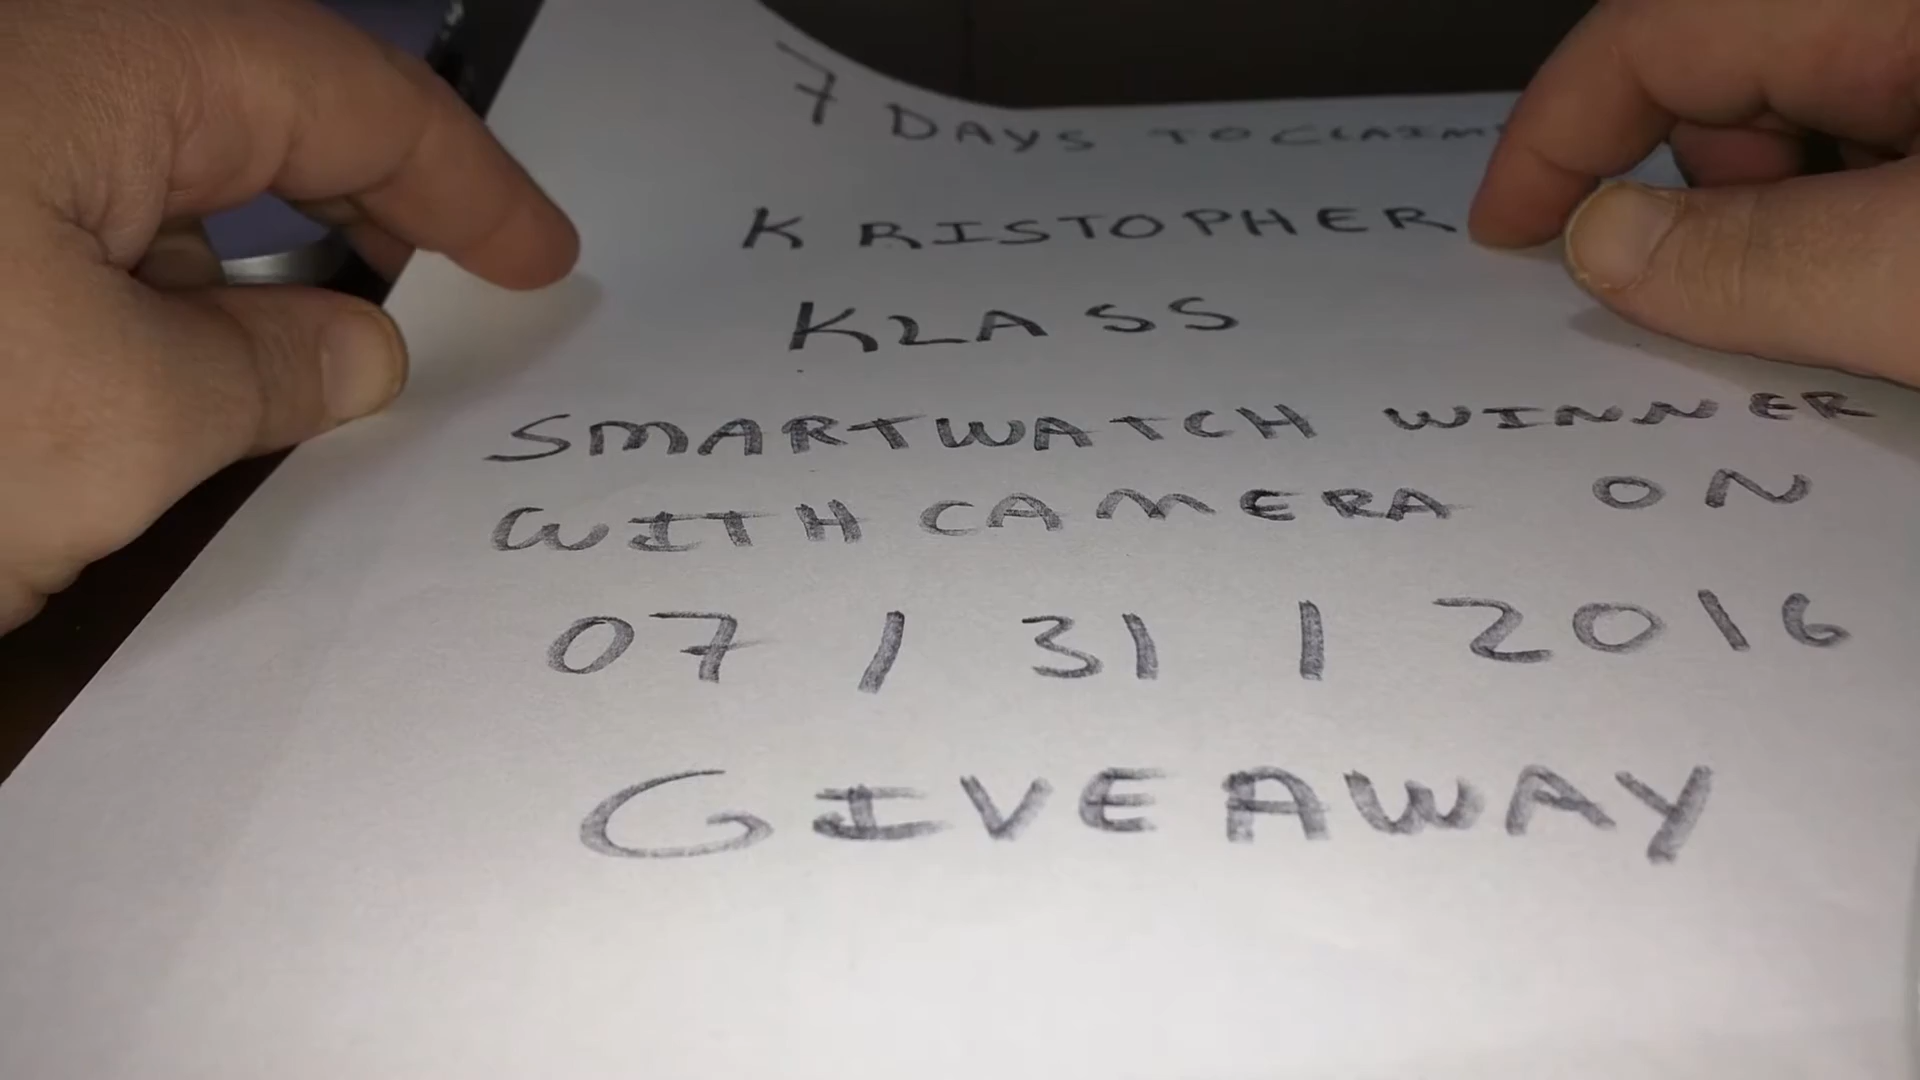 7 DAYS TO CLAIM
KRISTOPHER
KLASS
SMARTWATCH WINNER
WITH CAMERA ON
07 / 31 / 2016
GIVEAWAY